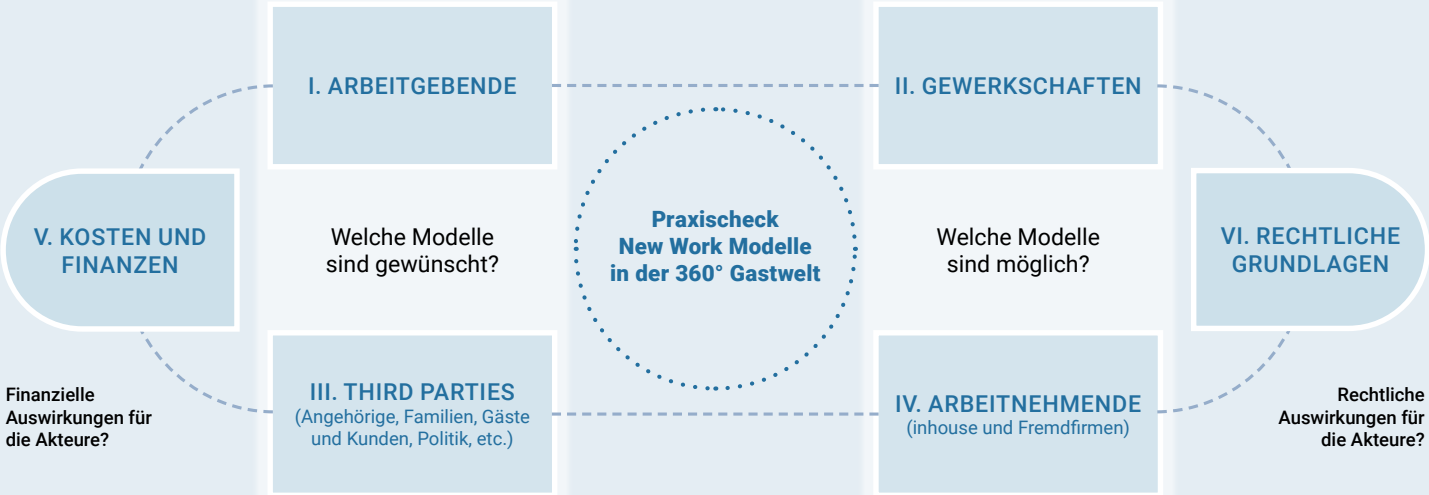 I. ARBEITGEBENDE
II. GEWERKSCHAFTEN
V. KOSTEN UND
FINANZEN
Welche Modelle
sind gewünscht?
Praxischeck
New Work Modelle
in der 360° Gastwelt
Welche Modelle
sind möglich?
VI. RECHTLICHE
GRUNDLAGEN
Finanzielle
Auswirkungen für
die Akteure?
III. THIRD PARTIES
(Angehörige, Familien, Gäste
und Kunden, Politik, etc.)
IV. ARBEITNEHMENDE
(inhouse und Fremdfirmen)
Rechtliche
Auswirkungen für
die Akteure?